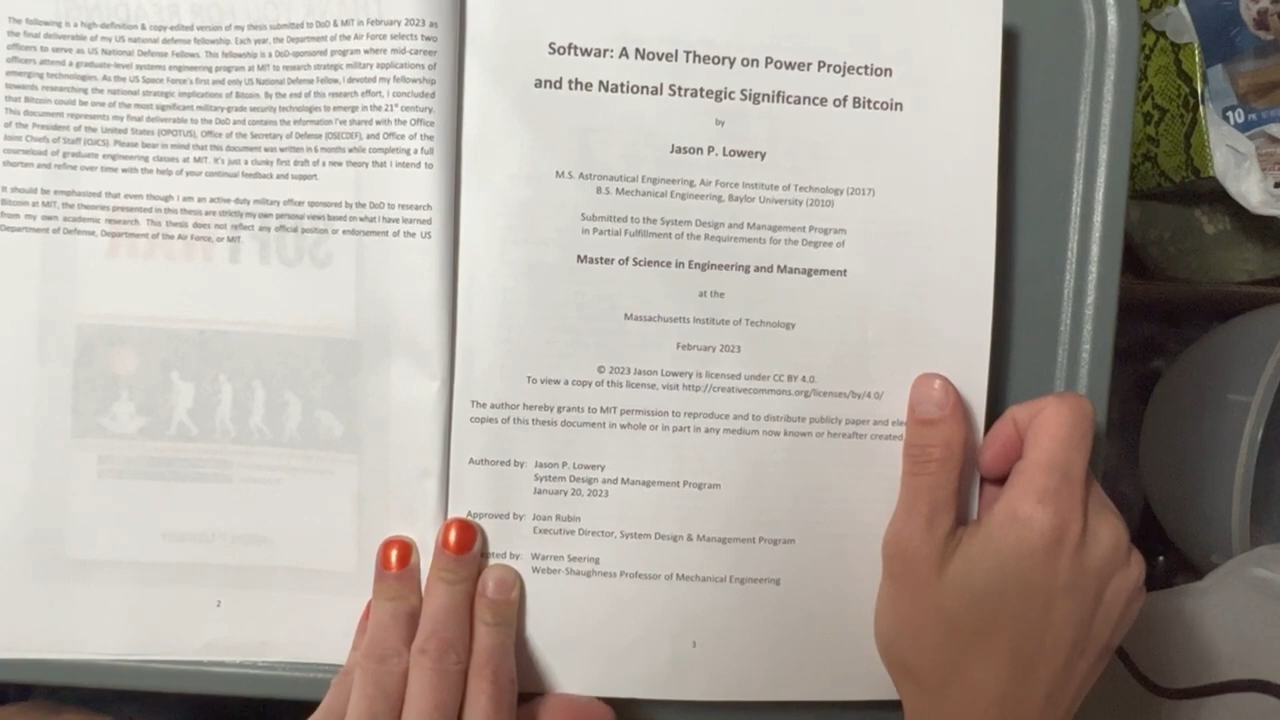 The following is a high-definition & copy-edited version of my thesis submitted to DoD & MIT in February 2023 as
the final deliverable of my US national defense fellowship. Each year, the Department of the Air Force selects two
officers to serve as US National Defense Fellows. This fellowship is a DoD-sponsored program where mid-career
officers attend a graduate-level systems engineering program at MIT to research strategic military applications of
emerging technologies. As the US Space Force's first and only US National Defense Fellow, I devoted my fellowship
towards researching the national strategic implications of Bitcoin. By the end of this research effort, I concluded
that Bitcoin could be one of the most significant military-grade security technologies to emerge in the 21st century.
This document represents my final deliverable to the DoD and contains the information I've shared with the Office
of the President of the United States (OPOTUS), Office of the Secretary of Defense (OSECDEF), and Office of the
Joint Chiefs of Staff (OJCS). Please bear in mind that this document was written in 6 months while completing a full
courseload of graduate engineering classes at MIT. It's just a clunky first draft of a new theory that I intend to
shorten and refine over time with the help of your continual feedback and support.
It should be emphasized that even though I am an active-duty military officer sponsored by the DoD to research
Bitcoin at MIT, the theories presented in this thesis are strictly my own personal views based on what I have learned
from my own academic research. This thesis does not reflect any official position or endorsement of the US
Department of Defense, Department of the Air Force, or MIT.
2
Softwar: A Novel Theory on Power Projection
and the National Strategic Significance of Bitcoin
by
Jason P. Lowery
M.S. Astronautical Engineering, Air Force Institute of Technology (2017)
B.S. Mechanical Engineering, Baylor University (2010)
Submitted to the System Design and Management Program
in Partial Fulfillment of the Requirements for the Degree of
Master of Science in Engineering and Management
at the
Massachusetts Institute of Technology
February 2023
© 2023 Jason Lowery is licensed under CC BY 4.0.
To view a copy of this license, visit http://creativecommons.org/licenses/by/4.0/
The author hereby grants to MIT permission to reproduce and to distribute publicly paper and ele
copies of this thesis document in whole or in part in any medium now known or hereafter created
Authored by: Jason P. Lowery
System Design and Management Program
January 20, 2023
Approved by: Joan Rubin
Executive Director, System Design & Management Program
pted by: Warren Seering
Weber-Shaughness Professor of Mechanical Engineering
3
10